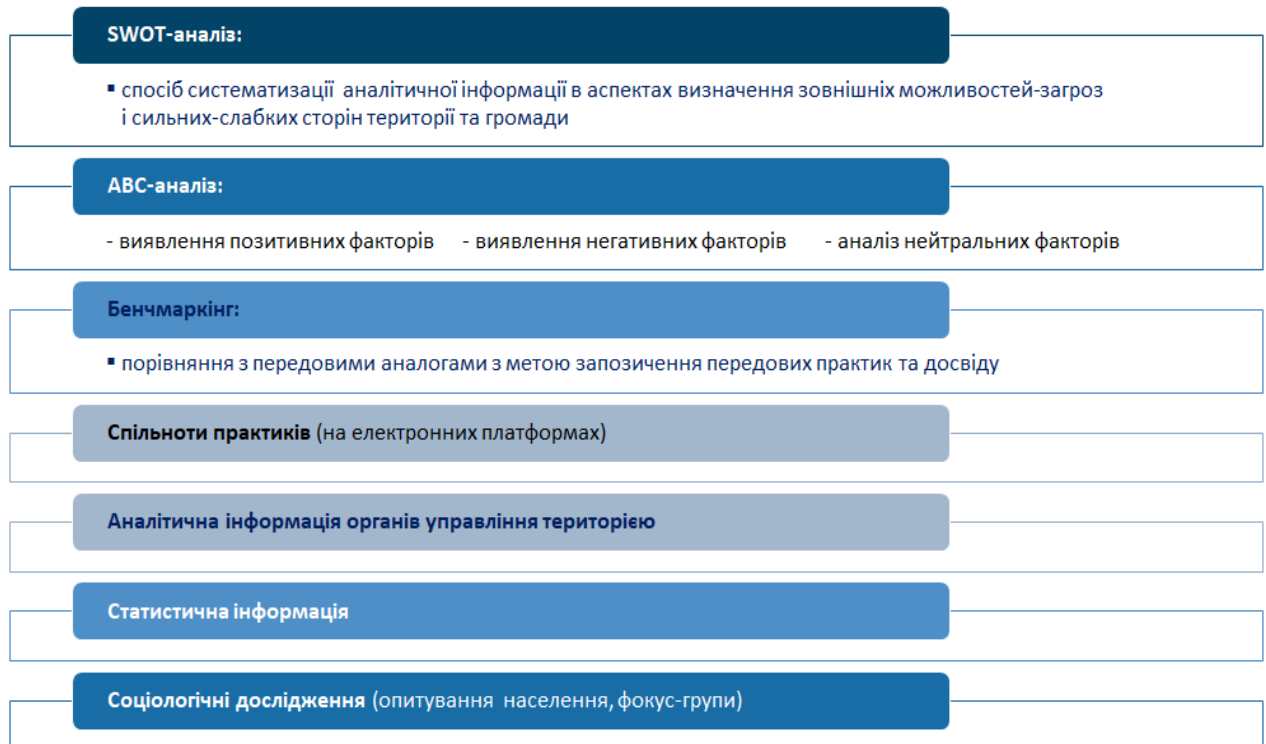 SWOT-аналіз:
▪ спосіб систематизації аналітичної інформації в аспектах визначення зовнішніх можливостей-загроз
і сильних-слабких сторін території та громади
АВС-аналіз:
- виявлення позитивних факторів - виявлення негативних факторів - аналіз нейтральних факторів
Бенчмаркінг:
▪ порівняння з передовими аналогами з метою запозичення передових практик та досвіду
Спільноти практиків (на електронних платформах)
Аналітична інформація органів управління територією
Статистична інформація
Соціологічні дослідження (опитування населення, фокус-групи)